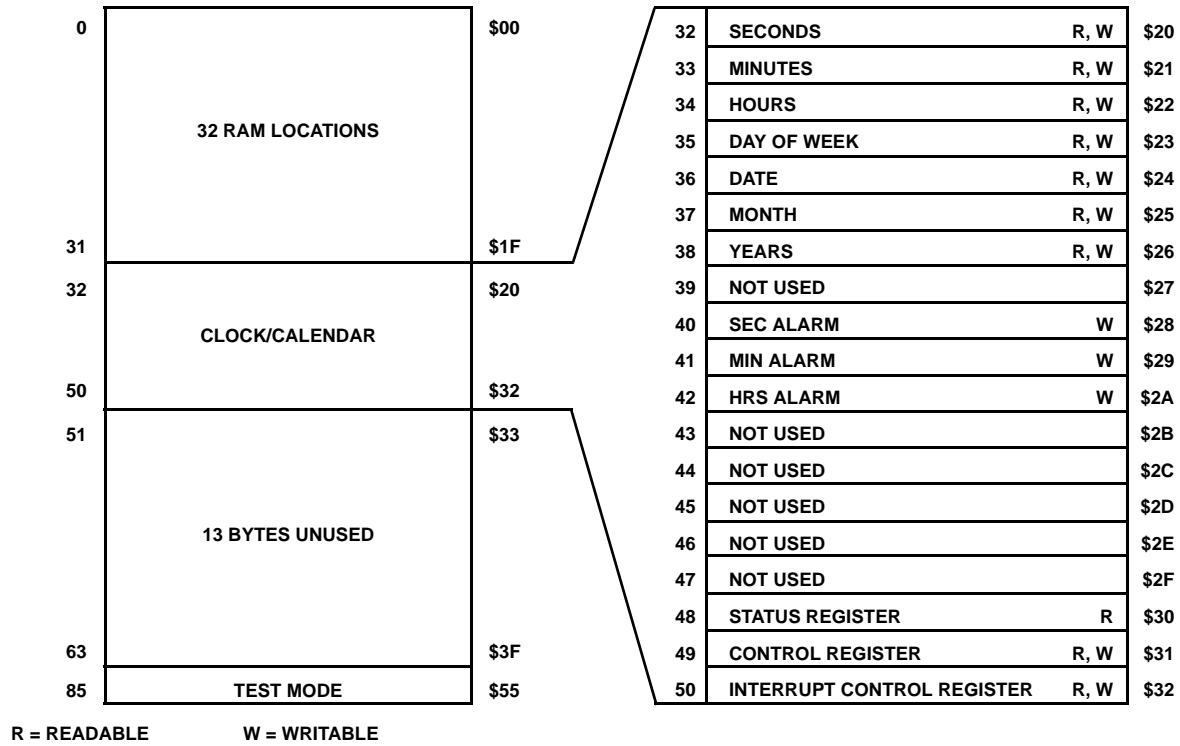 0 $00
32 RAM LOCATIONS
31 $1F
32 $20
CLOCK/CALENDAR
50 $32
51 $33
13 BYTES UNUSED
63 $3F
85 TEST MODE $55
32 SECONDS R, W $20
33 MINUTES R, W $21
34 HOURS R, W $22
35 DAY OF WEEK R, W $23
36 DATE R, W $24
37 MONTH R, W $25
38 YEARS R, W $26
39 NOT USED $27
40 SEC ALARM W $28
41 MIN ALARM W $29
42 HRS ALARM W $2A
43 NOT USED $2B
44 NOT USED $2C
45 NOT USED $2D
46 NOT USED $2E
47 NOT USED $2F
48 STATUS REGISTER R $30
49 CONTROL REGISTER R, W $31
50 INTERRUPT CONTROL REGISTER R, W $32
R = READABLE W = WRITABLE